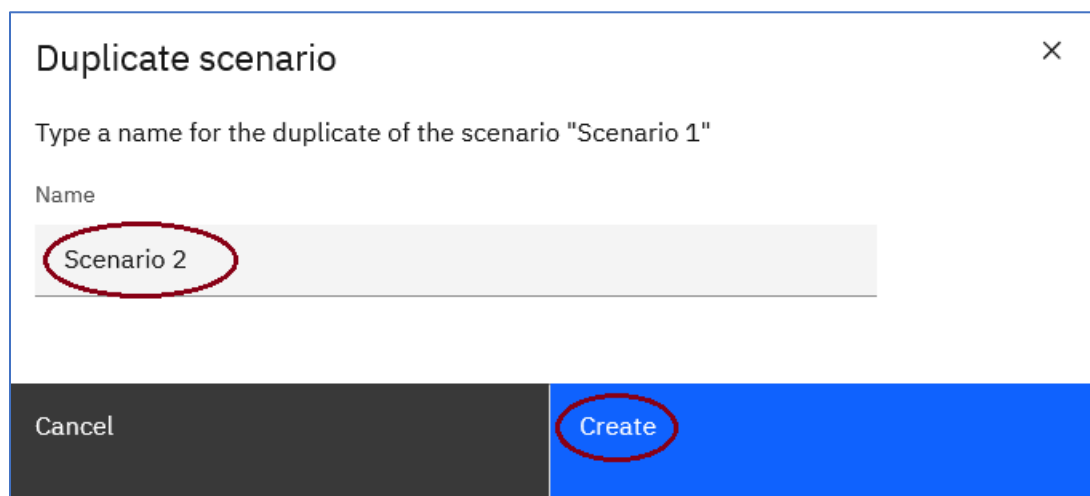 Duplicate scenario
Type a name for the duplicate of the scenario "Scenario 1"
Name
Scenario 2
Cancel
Create